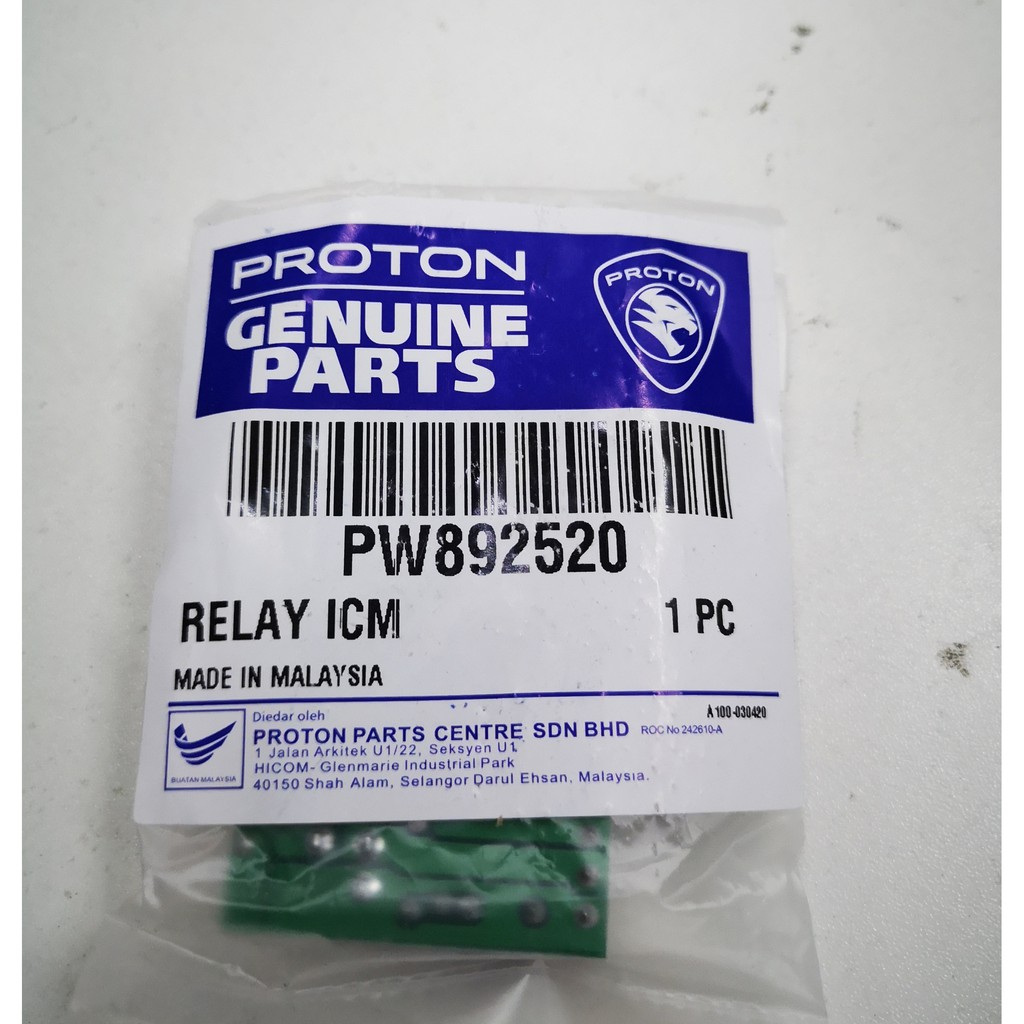 PROTON
GENUINE
PARTS
PROTON
PW892520
RELAY ICM
1 PC
MADE IN MALAYSIA
A100-030420
Diedar oleh
PROTON PARTS CENTRE SDN BHD ROC No 242610-A
1 Jalan Arkitek U1/22, Seksyen U1
HICOM- Glenmarie Industrial Park
40150 Shah Alam, Selangor Darul Ehsan, Malaysia.
BUATAN MALAYSIA